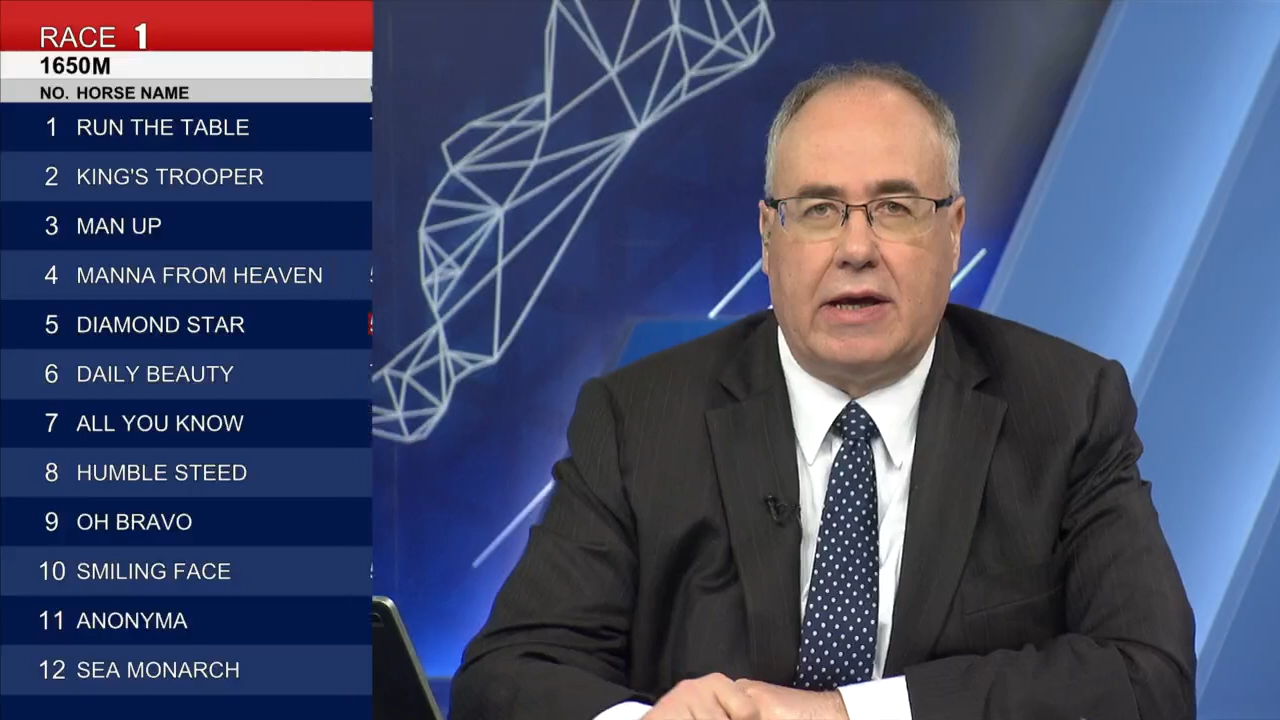 RACE 1
1650M
NO. HORSE NAME
1 RUN THE TABLE
2 KING'S TROOPER
3 MAN UP
4 MANNA FROM HEAVEN
5 DIAMOND STAR
6 DAILY BEAUTY
7 ALL YOU KNOW
8 HUMBLE STEED
9 OH BRAVO
10 SMILING FACE
11 ANONYMA
12 SEA MONARCH